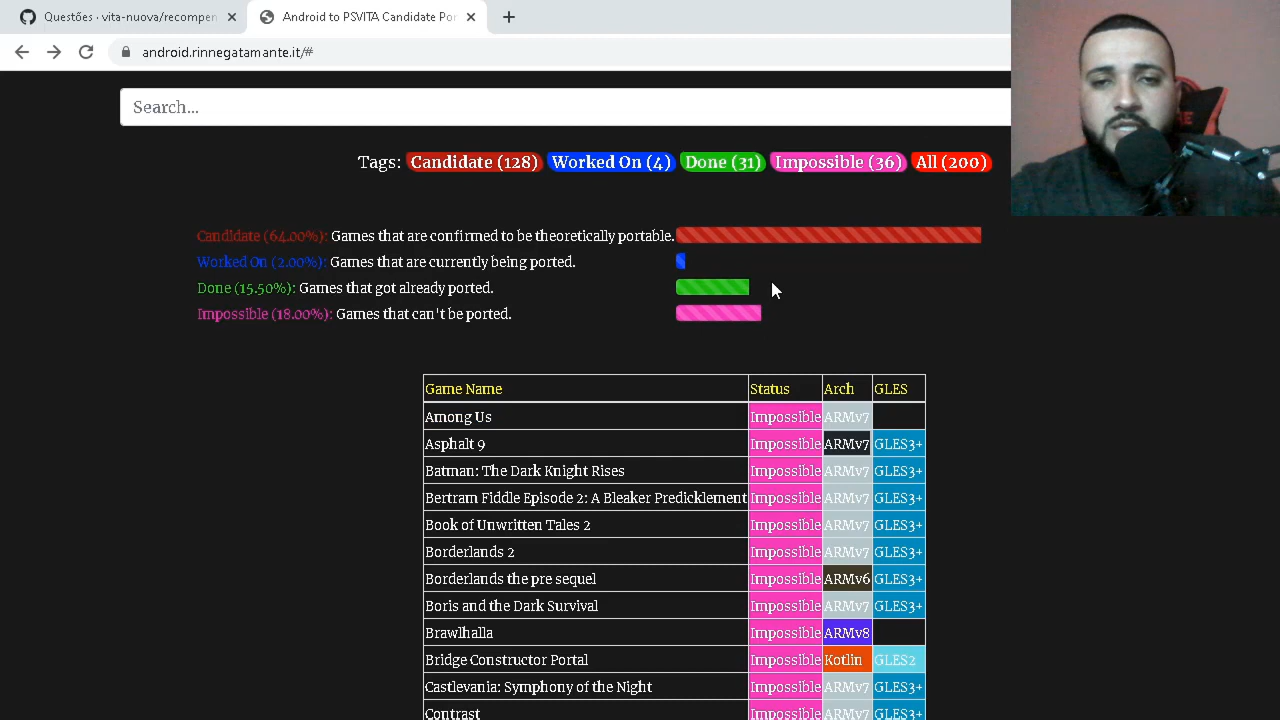 Questões · vita-nuova/recompen
Android to PSVITA Candidate Por
android.rinnegatamante.it/#
Search...
Tags: Candidate (128) Worked On (4) Done (31) Impossible (36) All (200)
Candidate (64.00%): Games that are confirmed to be theoretically portable.
Worked On (2.00%): Games that are currently being ported.
Done (15.50%): Games that got already ported.
Impossible (18.00%): Games that can't be ported.
Game Name Status Arch GLES
Among Us Impossible ARMv7
Asphalt 9 Impossible ARMv7 GLES3+
Batman: The Dark Knight Rises Impossible ARMv7 GLES3+
Bertram Fiddle Episode 2: A Bleaker Predicklement Impossible ARMv7 GLES3+
Book of Unwritten Tales 2 Impossible ARMv7 GLES3+
Borderlands 2 Impossible ARMv7 GLES3+
Borderlands the pre sequel Impossible ARMv6 GLES3+
Boris and the Dark Survival Impossible ARMv7 GLES3+
Brawlhalla Impossible ARMv8
Bridge Constructor Portal Impossible Kotlin GLES2
Castlevania: Symphony of the Night Impossible ARMv7 GLES3+
Contrast Impossible ARMv7 GLES3+